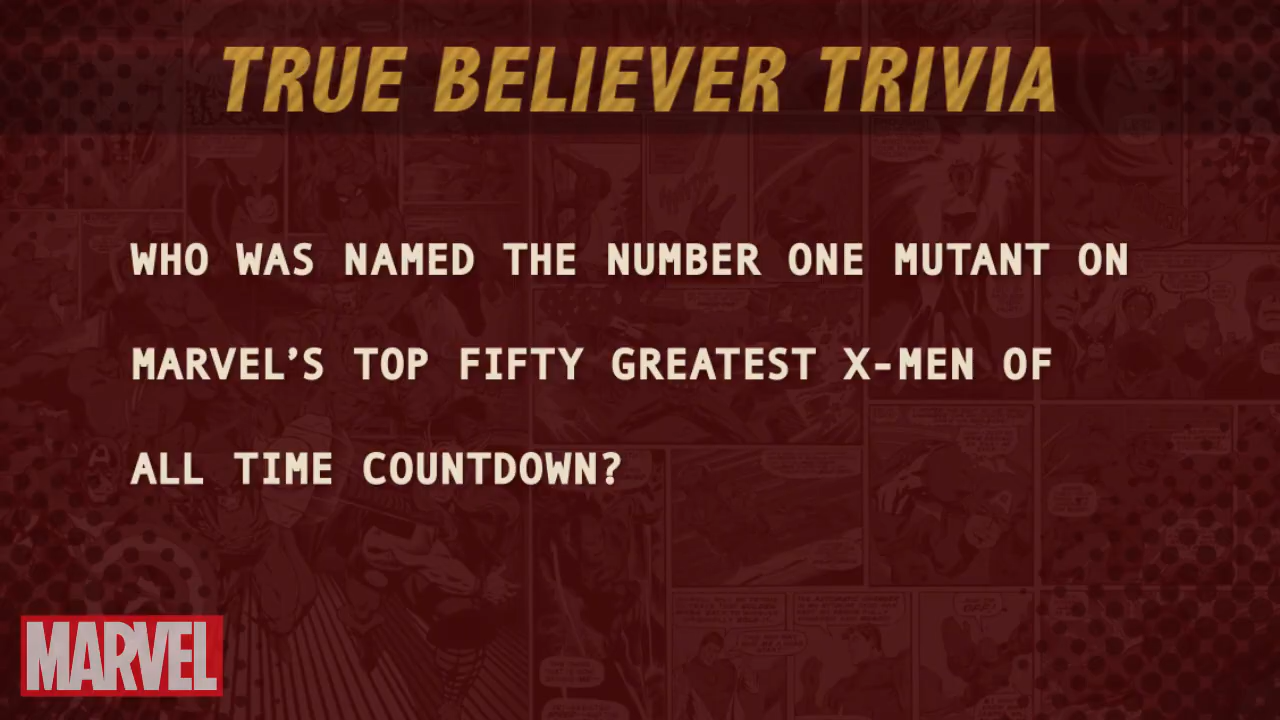 TRUE BELIEVER TRIVIA
WHO WAS NAMED THE NUMBER ONE MUTANT ON
MARVEL'S TOP FIFTY GREATEST X-MEN OF
ALL TIME COUNTDOWN?
MARVEL